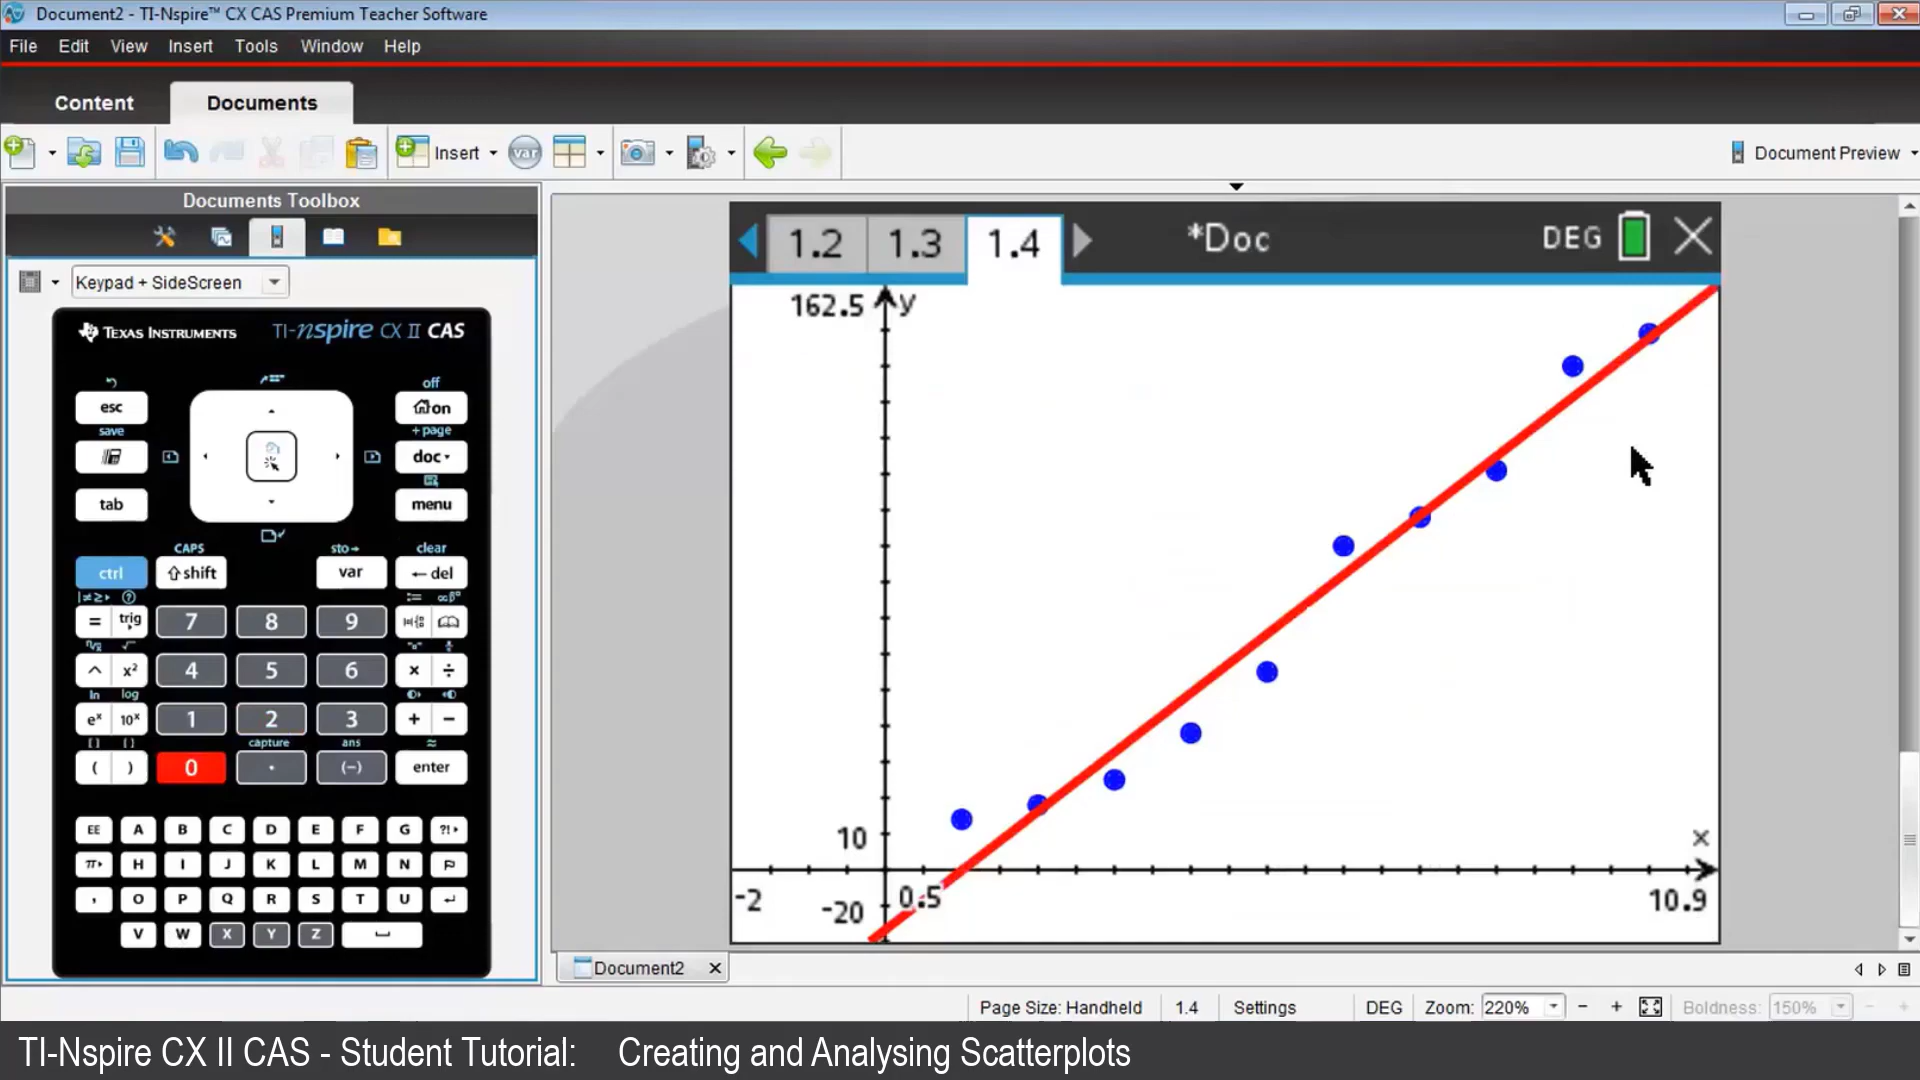 Document2 - TI-Nspire™ CX CAS Premium Teacher Software
File Edit View Insert Tools Window Help
Content Documents
Insert var Document Preview
Documents Toolbox
Keypad + SideScreen
TEXAS INSTRUMENTS TI-nspire CX II CAS
off
esc on
save + page
doc
tab menu
CAPS sto→ clear
ctrl shift var ←del
= trig 7 8 9
^ x² 4 5 6 × ÷
ln log
eˣ 10ˣ 1 2 3 + −
[ ] { } capture ans ≈
( ) 0 . (−) enter
EE A B C D E F G ?!
π H I J K L M N
, O P Q R S T U
V W X Y Z
1.2 1.3 1.4 *Doc DEG
162.5 y
10 x
-2 -20 0.5 10.9
Document2
Page Size: Handheld 1.4 Settings DEG Zoom: 220% − + Boldness: 150% − +
TI-Nspire CX II CAS - Student Tutorial: Creating and Analysing Scatterplots